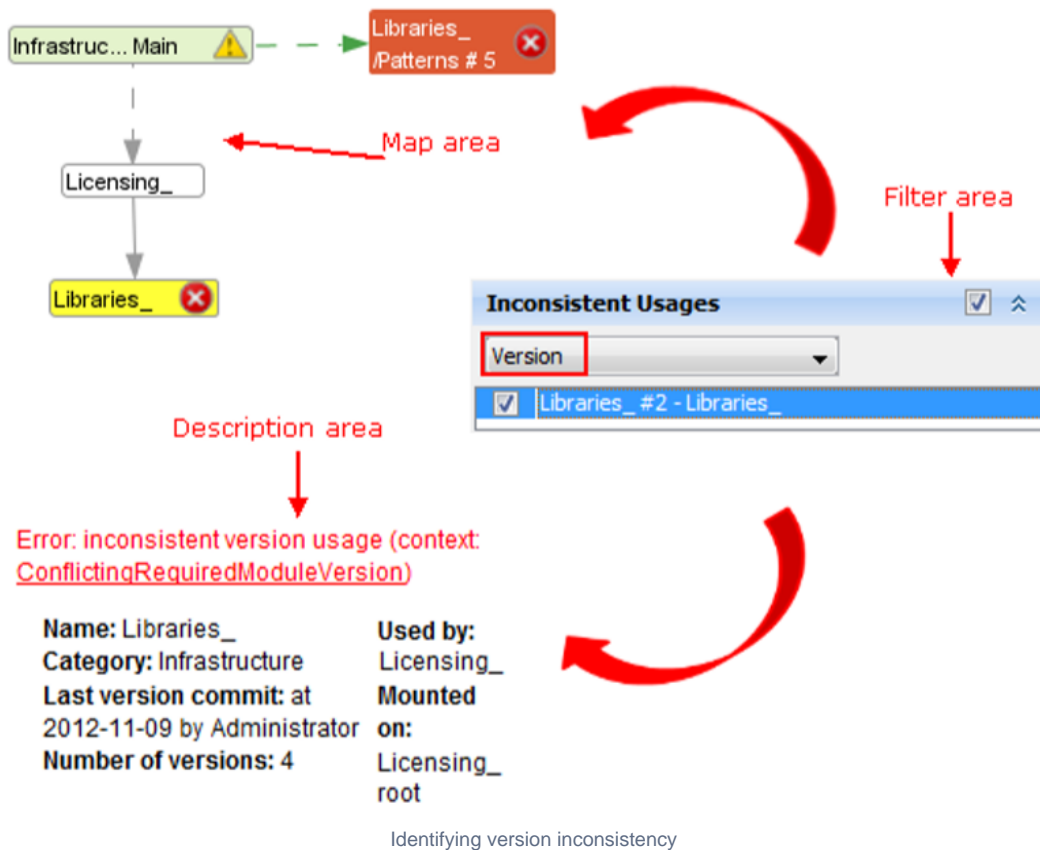 Infrastruc... Main
Libraries_
/Patterns # 5
Map area
Licensing_
Filter area
Libraries_
Inconsistent Usages
Version
Libraries_ #2 - Libraries_
Description area
Error: inconsistent version usage (context:
ConflictingRequiredModuleVersion)
Name: Libraries_
Category: Infrastructure
Last version commit: at
2012-11-09 by Administrator
Number of versions: 4
Used by:
Licensing_
Mounted
on:
Licensing_
root
Identifying version inconsistency